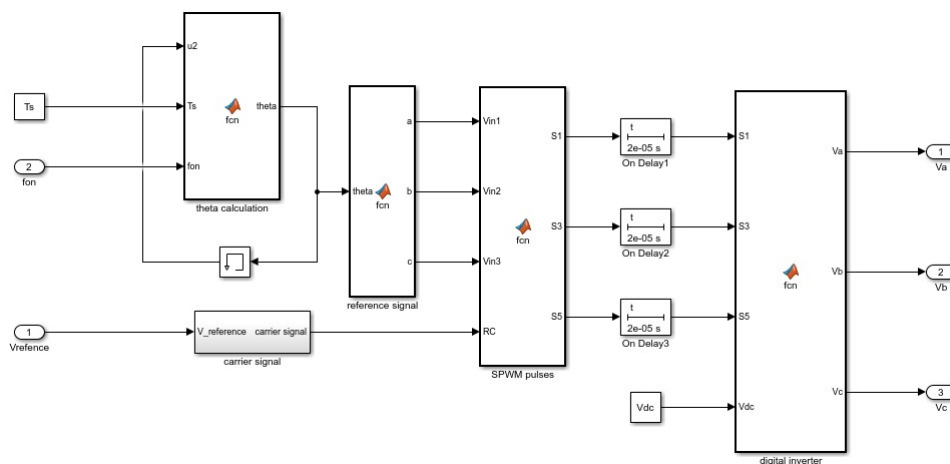 u2
Ts
Ts
fcn
theta
2
fon
fon
theta calculation
theta
fcn
a
b
c
reference signal
1
Vrefence
V_reference carrier signal
carrier signal
Vin1
Vin2
Vin3
RC
fcn
S1
S3
S5
SPWM pulses
t
2e-05 s
On Delay1
t
2e-05 s
On Delay2
t
2e-05 s
On Delay3
Vdc
S1
S3
S5
Vdc
fcn
Va
Vb
Vc
digital inverter
1
Va
2
Vb
3
Vc